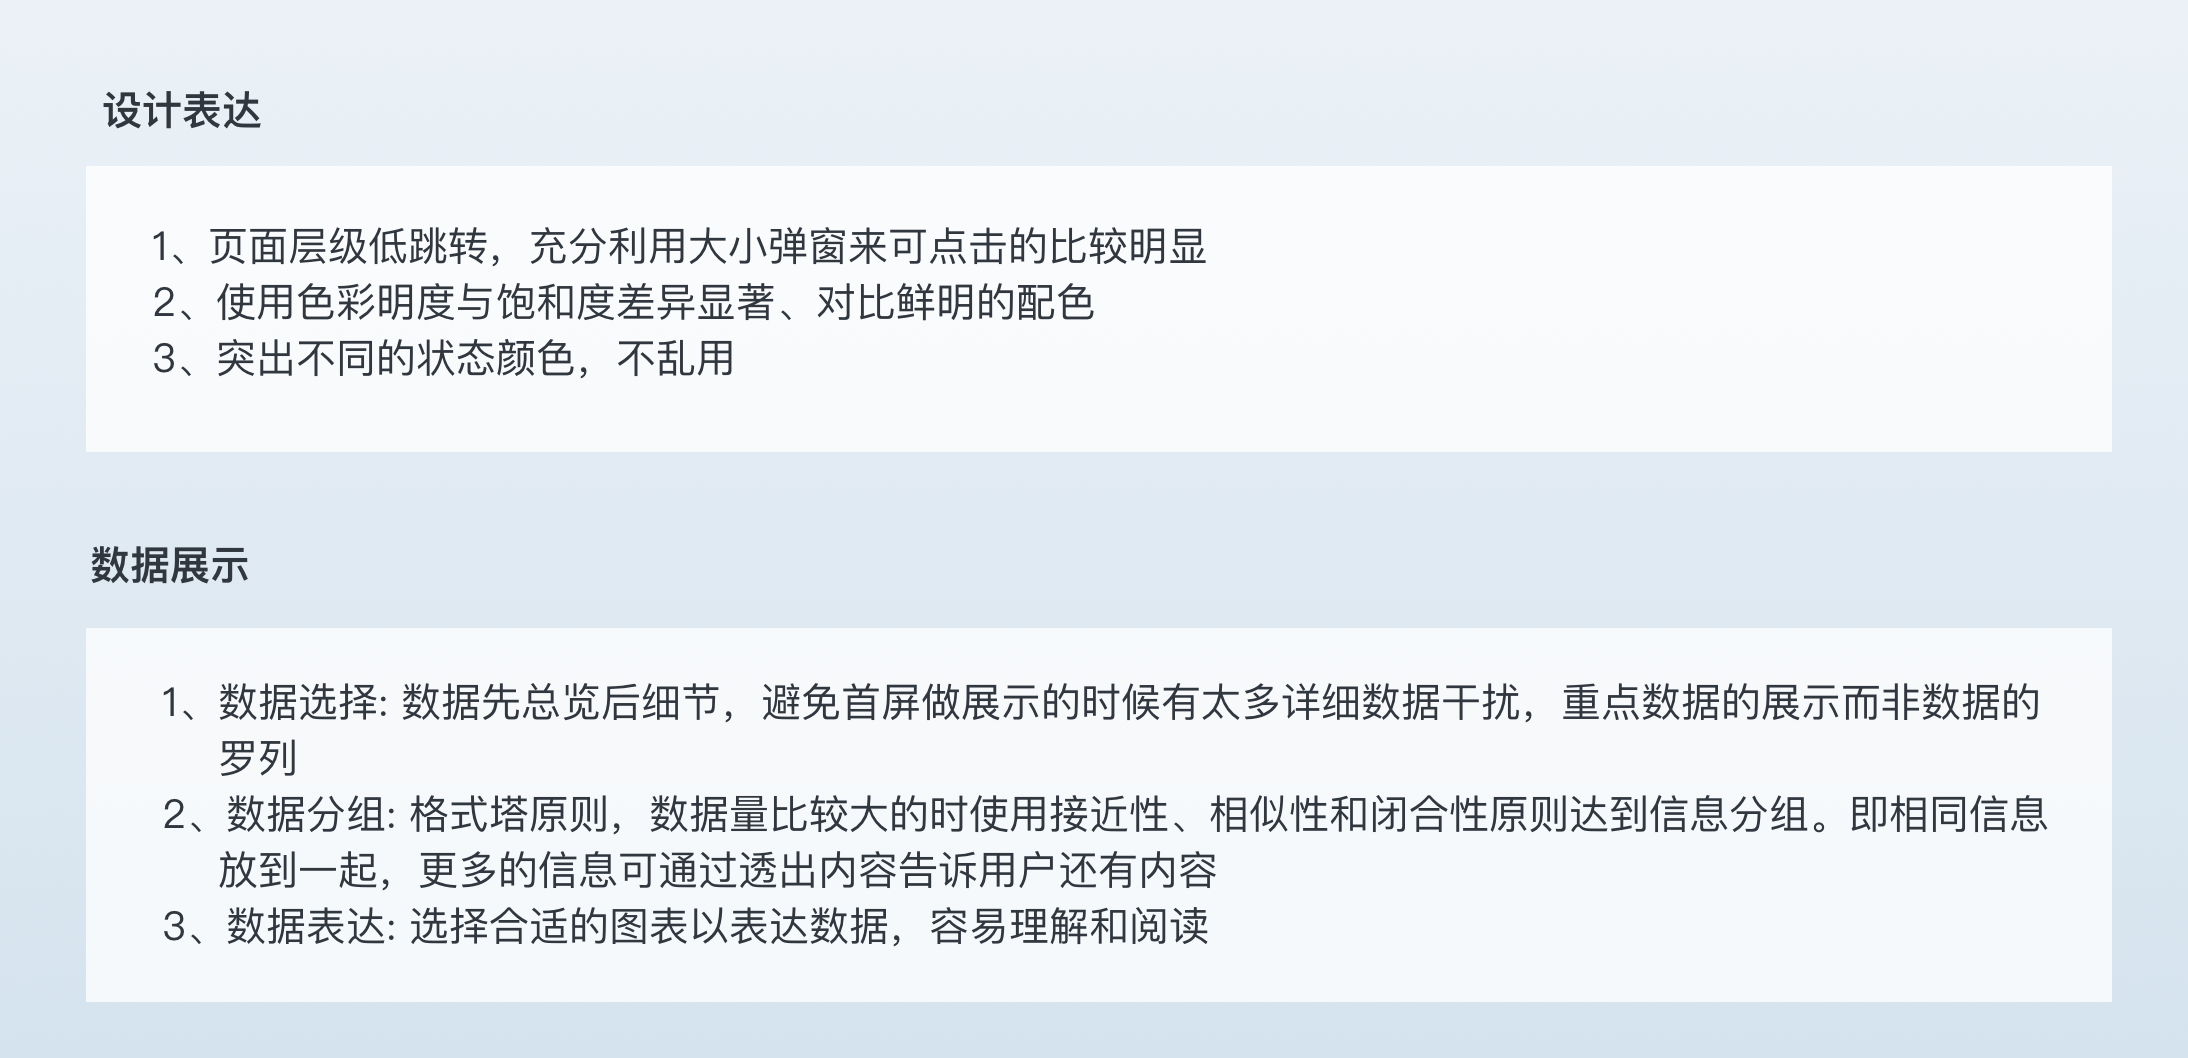 设计表达
1、页面层级低跳转，充分利用大小弹窗来可点击的比较明显
2、使用色彩明度与饱和度差异显著、对比鲜明的配色
3、突出不同的状态颜色，不乱用
数据展示
1、数据选择: 数据先总览后细节，避免首屏做展示的时候有太多详细数据干扰，重点数据的展示而非数据的
罗列
2、数据分组: 格式塔原则，数据量比较大的时使用接近性、相似性和闭合性原则达到信息分组。即相同信息
放到一起，更多的信息可通过透出内容告诉用户还有内容
3、数据表达: 选择合适的图表以表达数据，容易理解和阅读